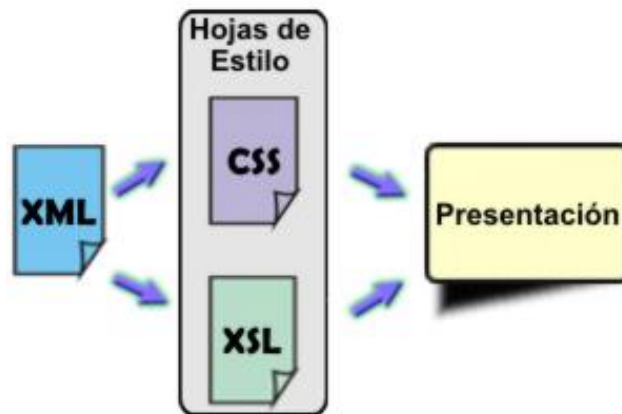 Hojas de
Estilo
XML
CSS
XSL
Presentación